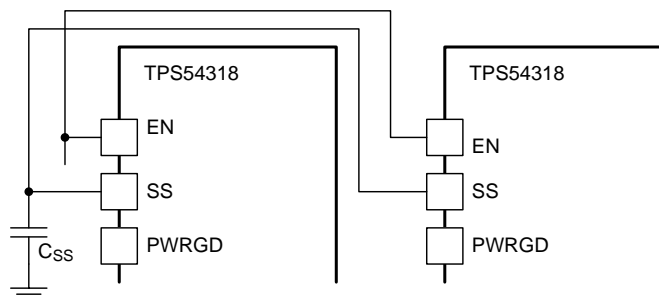 TPS54318
EN
SS
PWRGD
CSS
TPS54318
EN
SS
PWRGD